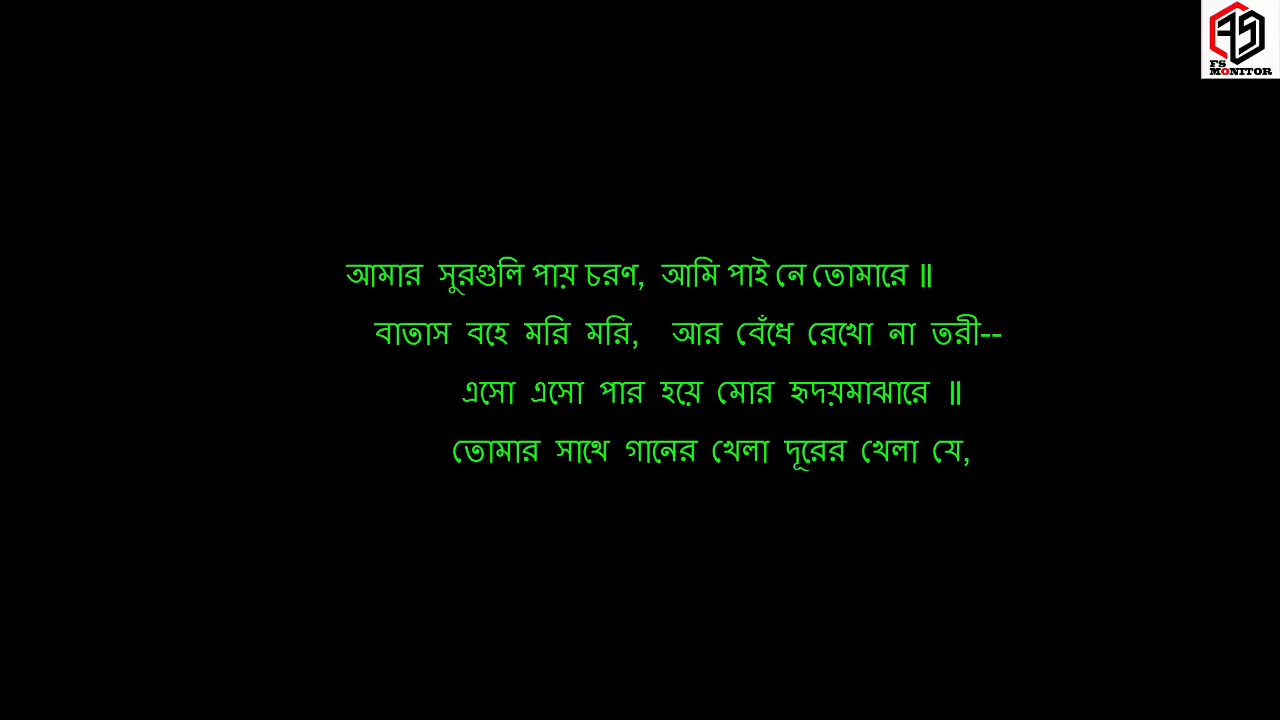 FS
MONITOR
আমার সুরগুলি পায় চরণ, আমি পাই নে তোমারে ॥
বাতাস বহে মরি মরি, আর বেঁধে রেখো না তরী--
এসো এসো পার হয়ে মোর হৃদয়মাঝারে ॥
তোমার সাথে গানের খেলা দূরের খেলা যে,